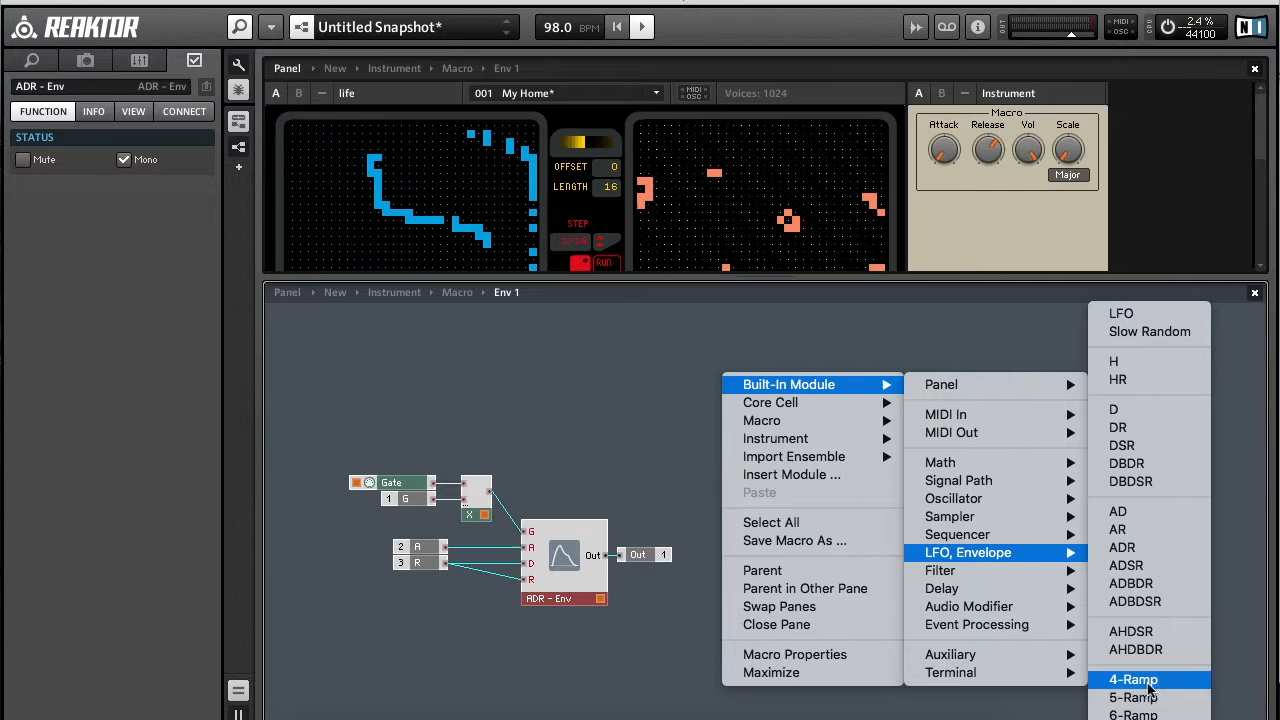 REAKTOR
Untitled Snapshot*
98.0 BPM
OUT
MIDI
OSC
CPU
2.4 %
44100
NI
ADR - Env
ADR - Env
FUNCTION
INFO
VIEW
CONNECT
STATUS
Mute
Mono
Panel
New
Instrument
Macro
Env 1
A
B
life
001
My Home*
MIDI
OSC
Voices: 1024
A
B
Instrument
Macro
Attack
Release
Vol
Scale
Major
OFFSET
0
LENGTH
16
STEP
1/16
RUN
Panel
New
Instrument
Macro
Env 1
Gate
1 G
X
2 A
3 R
G
A
D
R
Out
ADR - Env
Out 1
Built-In Module
Core Cell
Macro
Instrument
Import Ensemble
Insert Module ...
Paste
Select All
Save Macro As ...
Parent
Parent in Other Pane
Swap Panes
Close Pane
Macro Properties
Maximize
Panel
MIDI In
MIDI Out
Math
Signal Path
Oscillator
Sampler
Sequencer
LFO, Envelope
Filter
Delay
Audio Modifier
Event Processing
Auxiliary
Terminal
LFO
Slow Random
H
HR
D
DR
DSR
DBDR
DBDSR
AD
AR
ADR
ADSR
ADBDR
ADBDSR
AHDSR
AHDBDR
4-Ramp
5-Ramp
6-Ramp